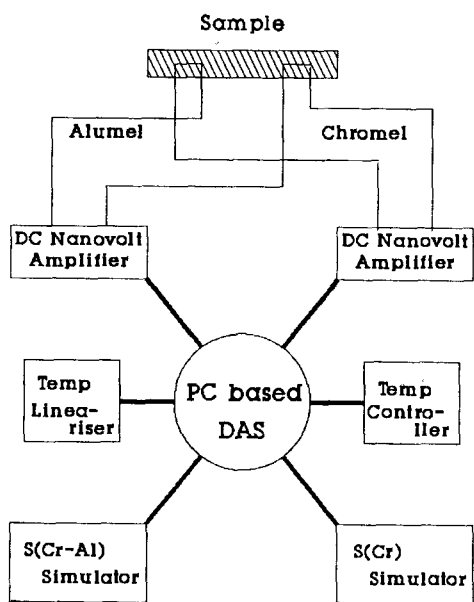 Sample
Alumel
Chromel
DC Nanovolt
Amplifier
DC Nanovolt
Amplifier
Temp
Linea-
riser
PC based
DAS
Temp
Contro-
ller
S(Cr-Al)
Simulator
S(Cr)
Simulator